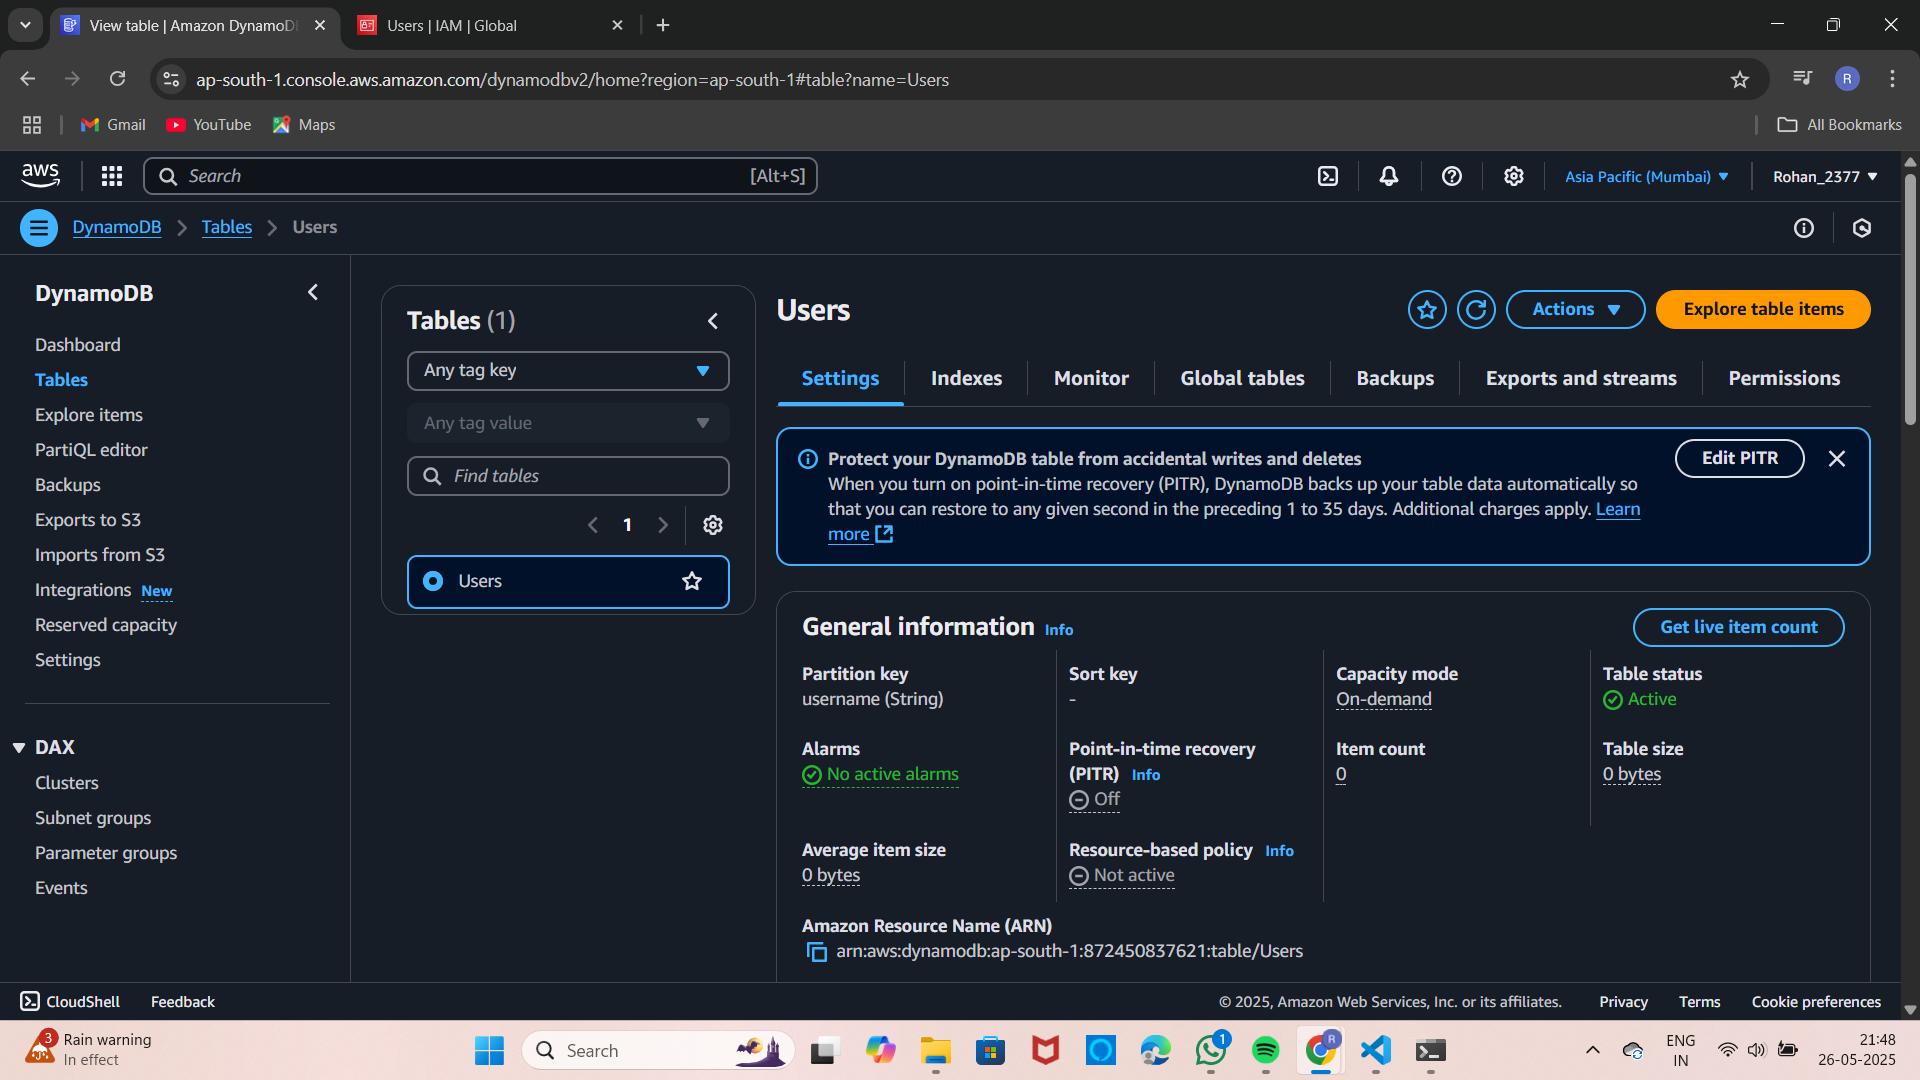 View table | Amazon DynamoD
Users | IAM | Global
ap-south-1.console.aws.amazon.com/dynamodbv2/home?region=ap-south-1#table?name=Users
R
Gmail
YouTube
Maps
All Bookmarks
aws
Search
[Alt+S]
Asia Pacific (Mumbai)
Rohan_2377
DynamoDB
Tables
Users
DynamoDB
Dashboard
Tables
Explore items
PartiQL editor
Backups
Exports to S3
Imports from S3
Integrations New
Reserved capacity
Settings
DAX
Clusters
Subnet groups
Parameter groups
Events
Tables (1)
Any tag key
Any tag value
Find tables
1
Users
Users
Actions
Explore table items
Settings
Indexes
Monitor
Global tables
Backups
Exports and streams
Permissions
Protect your DynamoDB table from accidental writes and deletes
When you turn on point-in-time recovery (PITR), DynamoDB backs up your table data automatically so
that you can restore to any given second in the preceding 1 to 35 days. Additional charges apply. Learn
more
Edit PITR
General information Info
Get live item count
Partition key
username (String)
Sort key
-
Capacity mode
On-demand
Table status
Active
Alarms
No active alarms
Point-in-time recovery
(PITR) Info
Off
Item count
0
Table size
0 bytes
Average item size
0 bytes
Resource-based policy Info
Not active
Amazon Resource Name (ARN)
arn:aws:dynamodb:ap-south-1:872450837621:table/Users
CloudShell
Feedback
© 2025, Amazon Web Services, Inc. or its affiliates.
Privacy
Terms
Cookie preferences
3
Rain warning
In effect
Search
1
R
ENG
IN
21:48
26-05-2025